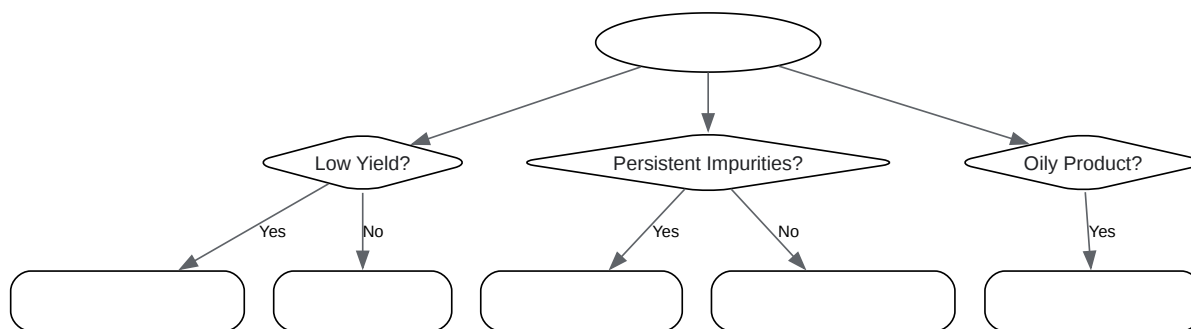 Low Yield?
Persistent Impurities?
Oily Product?
Yes
No
Yes
No
Yes